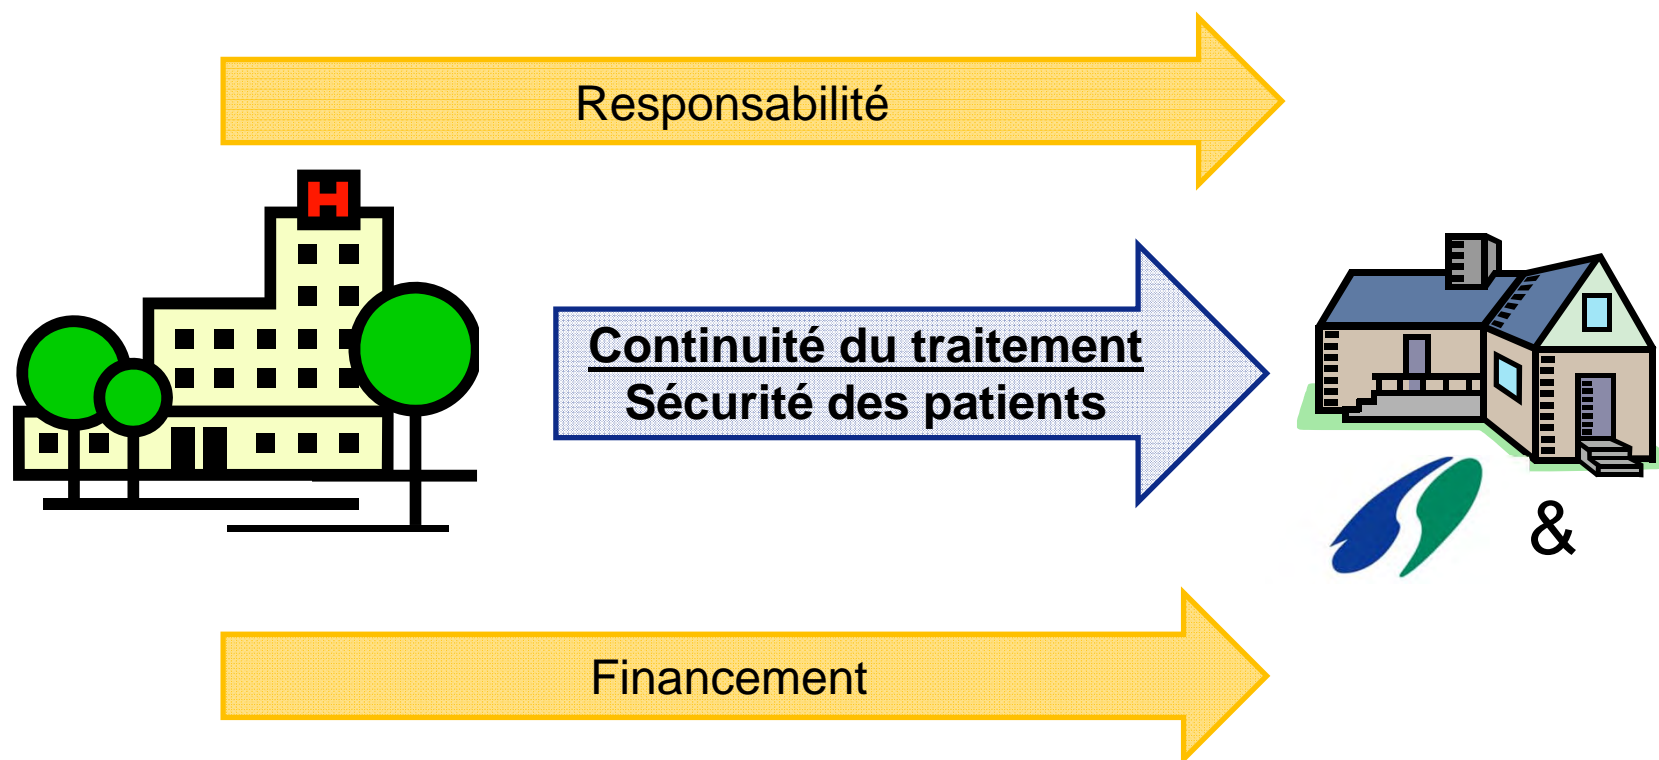 Responsabilité
H
Continuité du traitement
Sécurité des patients
&
Financement